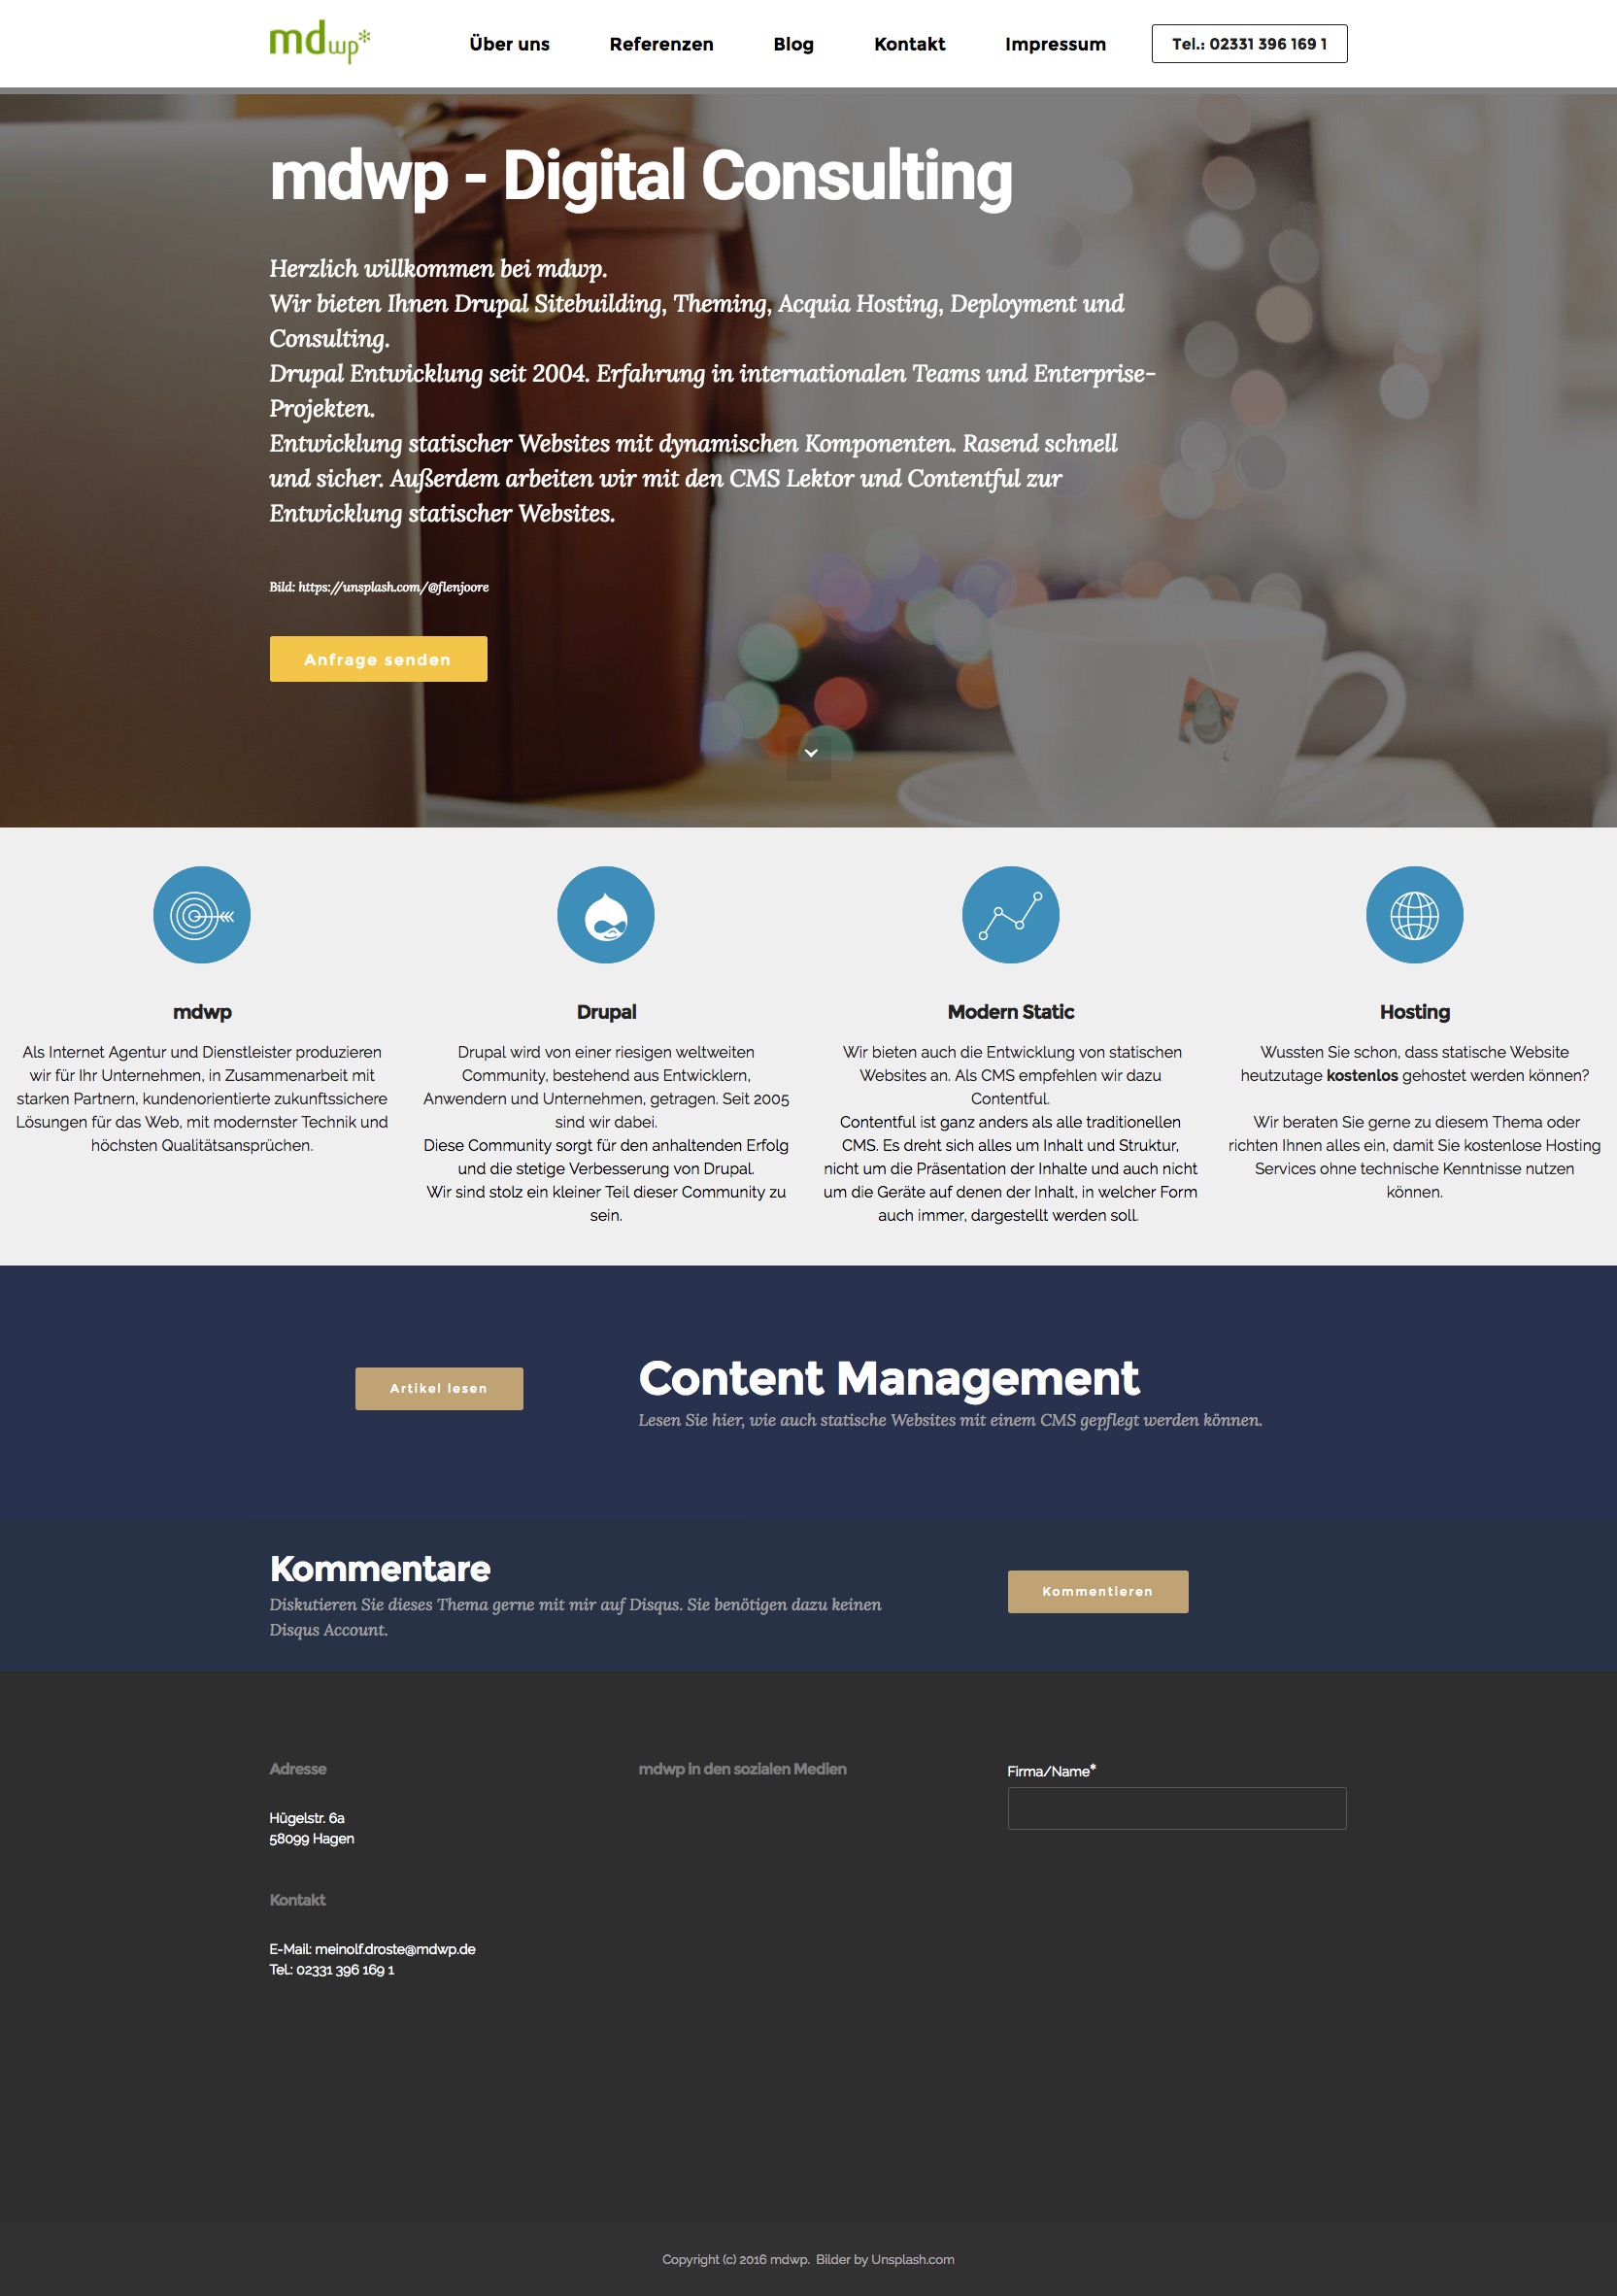 mdwp*
Über uns
Referenzen
Blog
Kontakt
Impressum
Tel.: 02331 396 169 1
mdwp - Digital Consulting
Herzlich willkommen bei mdwp.
Wir bieten Ihnen Drupal Sitebuilding, Theming, Acquia Hosting, Deployment und
Consulting.
Drupal Entwicklung seit 2004. Erfahrung in internationalen Teams und Enterprise-
Projekten.
Entwicklung statischer Websites mit dynamischen Komponenten. Rasend schnell
und sicher. Außerdem arbeiten wir mit den CMS Lektor und Contentful zur
Entwicklung statischer Websites.
Bild: https://unsplash.com/@flenjoore
Anfrage senden
mdwp
Als Internet Agentur und Dienstleister produzieren
wir für Ihr Unternehmen, in Zusammenarbeit mit
starken Partnern, kundenorientierte zukunftssichere
Lösungen für das Web, mit modernster Technik und
höchsten Qualitätsansprüchen.
Drupal
Drupal wird von einer riesigen weltweiten
Community, bestehend aus Entwicklern,
Anwendern und Unternehmen, getragen. Seit 2005
sind wir dabei.
Diese Community sorgt für den anhaltenden Erfolg
und die stetige Verbesserung von Drupal.
Wir sind stolz ein kleiner Teil dieser Community zu
sein.
Modern Static
Wir bieten auch die Entwicklung von statischen
Websites an. Als CMS empfehlen wir dazu
Contentful.
Contentful ist ganz anders als alle traditionellen
CMS. Es dreht sich alles um Inhalt und Struktur,
nicht um die Präsentation der Inhalte und auch nicht
um die Geräte auf denen der Inhalt, in welcher Form
auch immer, dargestellt werden soll.
Hosting
Wussten Sie schon, dass statische Website
heutzutage kostenlos gehostet werden können?
Wir beraten Sie gerne zu diesem Thema oder
richten Ihnen alles ein, damit Sie kostenlose Hosting
Services ohne technische Kenntnisse nutzen
können.
Artikel lesen
Content Management
Lesen Sie hier, wie auch statische Websites mit einem CMS gepflegt werden können.
Kommentare
Diskutieren Sie dieses Thema gerne mit mir auf Disqus. Sie benötigen dazu keinen
Disqus Account.
Kommentieren
Adresse
Hügelstr. 6a
58099 Hagen
Kontakt
E-Mail: meinolf.droste@mdwp.de
Tel.: 02331 396 169 1
mdwp in den sozialen Medien
Firma/Name*
Copyright (c) 2016 mdwp. Bilder by Unsplash.com